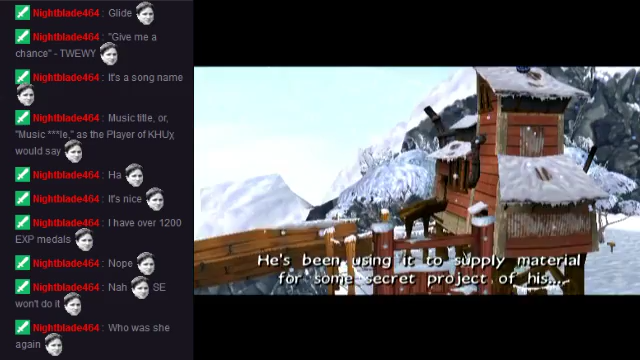 Nightblade464: Glide
Nightblade464: "Give me a
chance" - TWEWY
Nightblade464: It's a song name
Nightblade464: Music title, or,
"Music ***le," as the Player of KHUχ
would say
Nightblade464: Ha
Nightblade464: It's nice
Nightblade464: I have over 1200
EXP medals
Nightblade464: Nope
Nightblade464: Nah SE
won't do it
Nightblade464: Who was she
again
He's been using it to supply material
for some secret project of his...